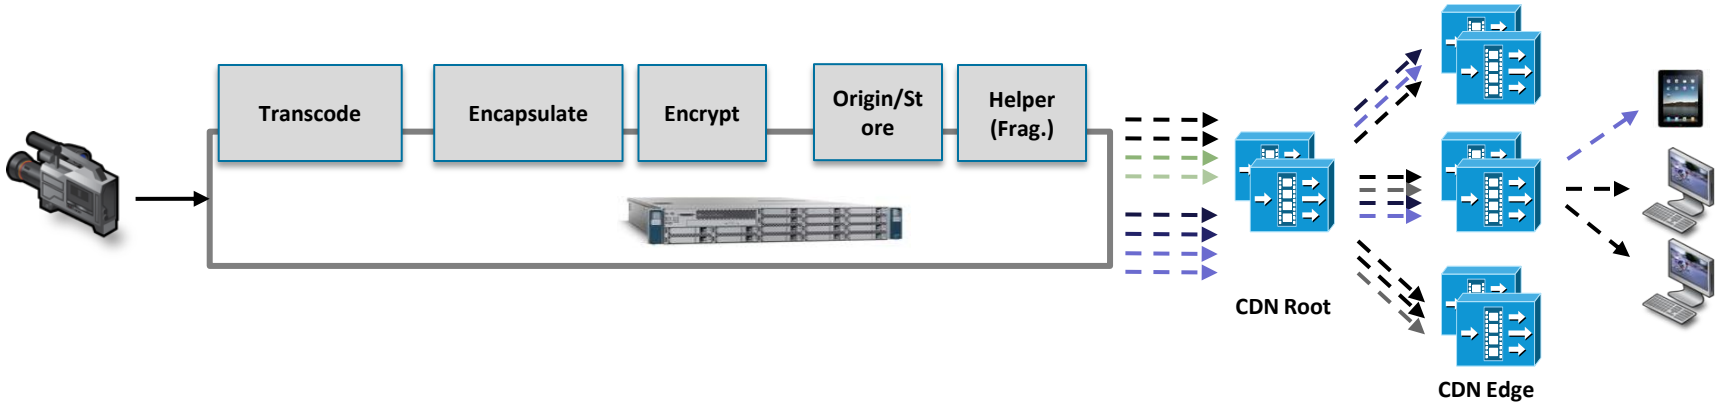 Transcode
Encapsulate
Encrypt
Origin/St
ore
Helper
(Frag.)
CDN Root
CDN Edge